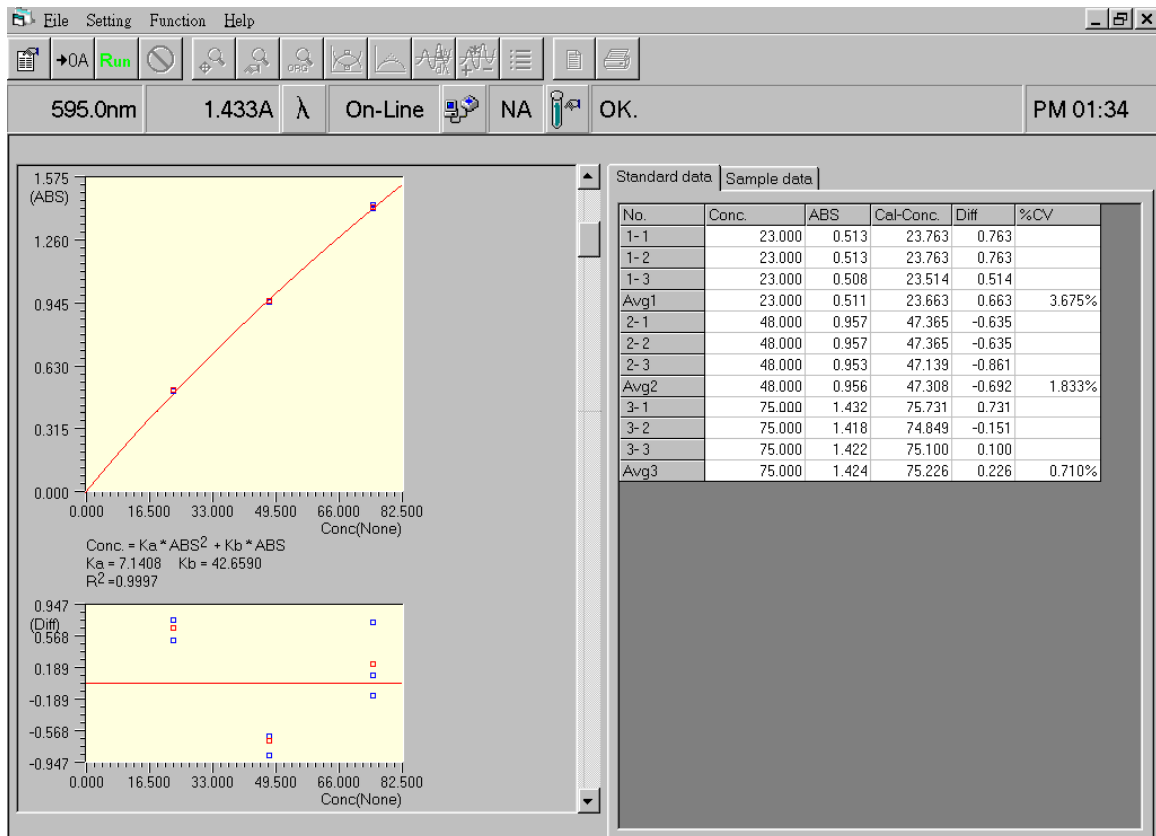 File Setting Function Help
→0A Run ORG
595.0nm 1.433A λ On-Line NA OK. PM 01:34
1.575
(ABS)
1.260
0.945
0.630
0.315
0.000
0.000 16.500 33.000 49.500 66.000 82.500
Conc(None)
Conc. = Ka * ABS² + Kb * ABS
Ka = 7.1408 Kb = 42.6590
R² =0.9997
0.947
(Diff)
0.568
0.189
-0.189
-0.568
-0.947
0.000 16.500 33.000 49.500 66.000 82.500
Conc(None)
Standard data Sample data
No. Conc. ABS Cal-Conc. Diff %CV
1-1 23.000 0.513 23.763 0.763
1-2 23.000 0.513 23.763 0.763
1-3 23.000 0.508 23.514 0.514
Avg1 23.000 0.511 23.663 0.663 3.675%
2-1 48.000 0.957 47.365 -0.635
2-2 48.000 0.957 47.365 -0.635
2-3 48.000 0.953 47.139 -0.861
Avg2 48.000 0.956 47.308 -0.692 1.833%
3-1 75.000 1.432 75.731 0.731
3-2 75.000 1.418 74.849 -0.151
3-3 75.000 1.422 75.100 0.100
Avg3 75.000 1.424 75.226 0.226 0.710%